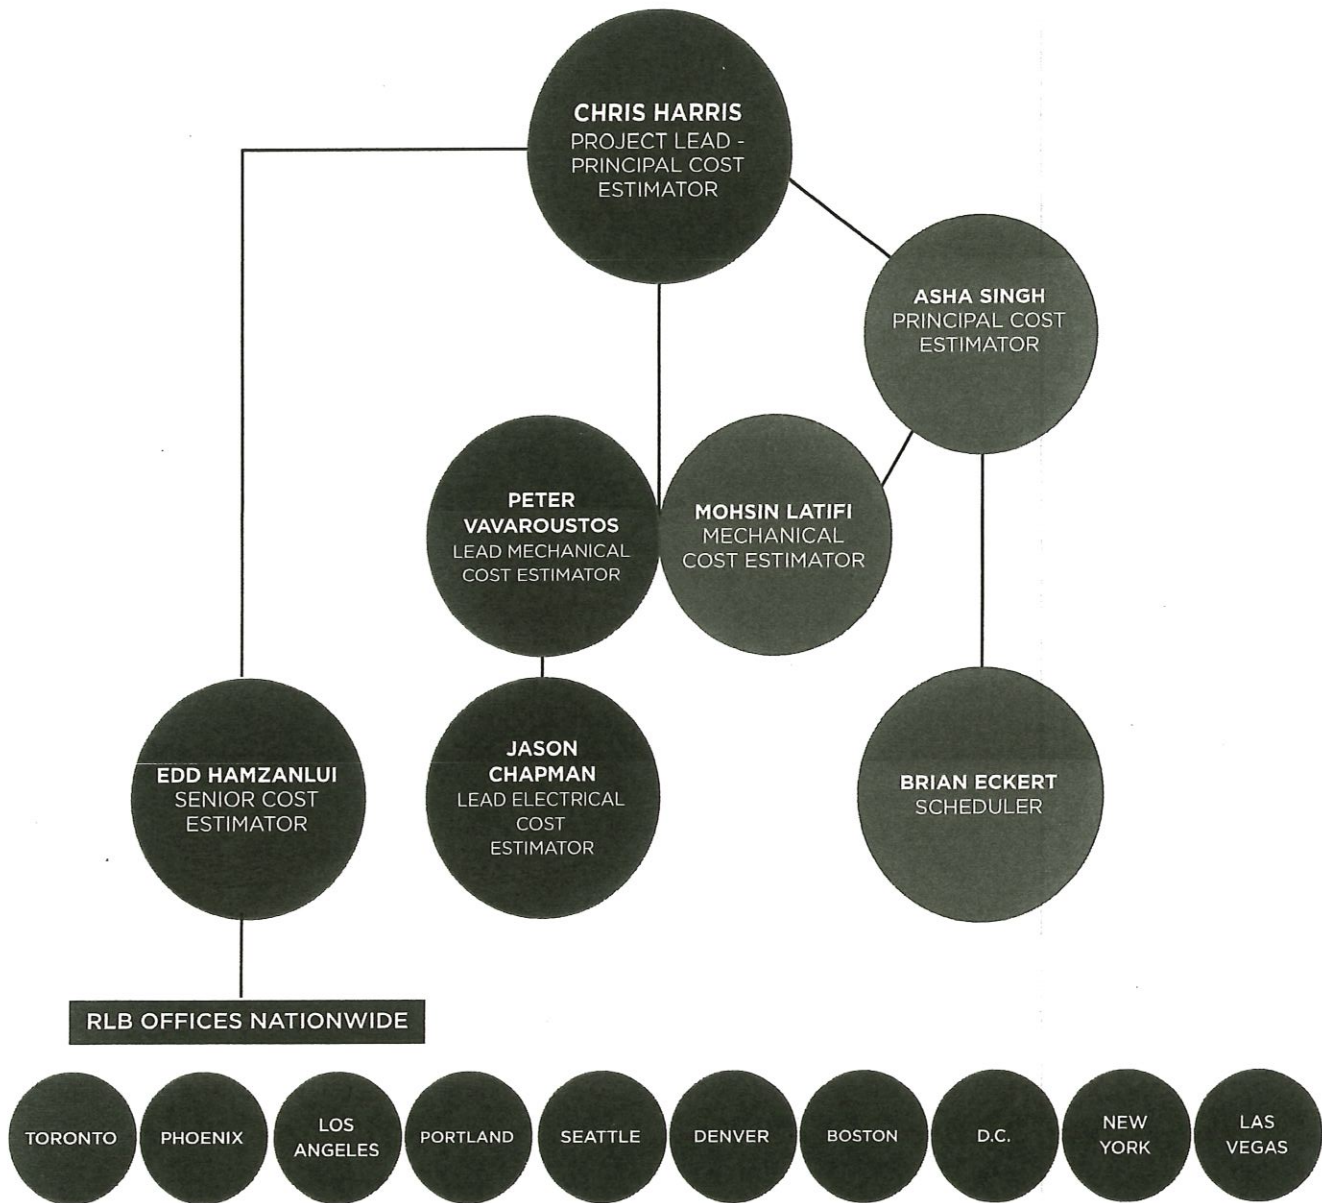 CHRIS HARRIS
PROJECT LEAD -
PRINCIPAL COST
ESTIMATOR
ASHA SINGH
PRINCIPAL COST
ESTIMATOR
PETER
VAVAROUSTOS
LEAD MECHANICAL
COST ESTIMATOR
MOHSIN LATIFI
MECHANICAL
COST ESTIMATOR
EDD HAMZANLUI
SENIOR COST
ESTIMATOR
JASON
CHAPMAN
LEAD ELECTRICAL
COST
ESTIMATOR
BRIAN ECKERT
SCHEDULER
RLB OFFICES NATIONWIDE
TORONTO
PHOENIX
LOS
ANGELES
PORTLAND
SEATTLE
DENVER
BOSTON
D.C.
NEW
YORK
LAS
VEGAS